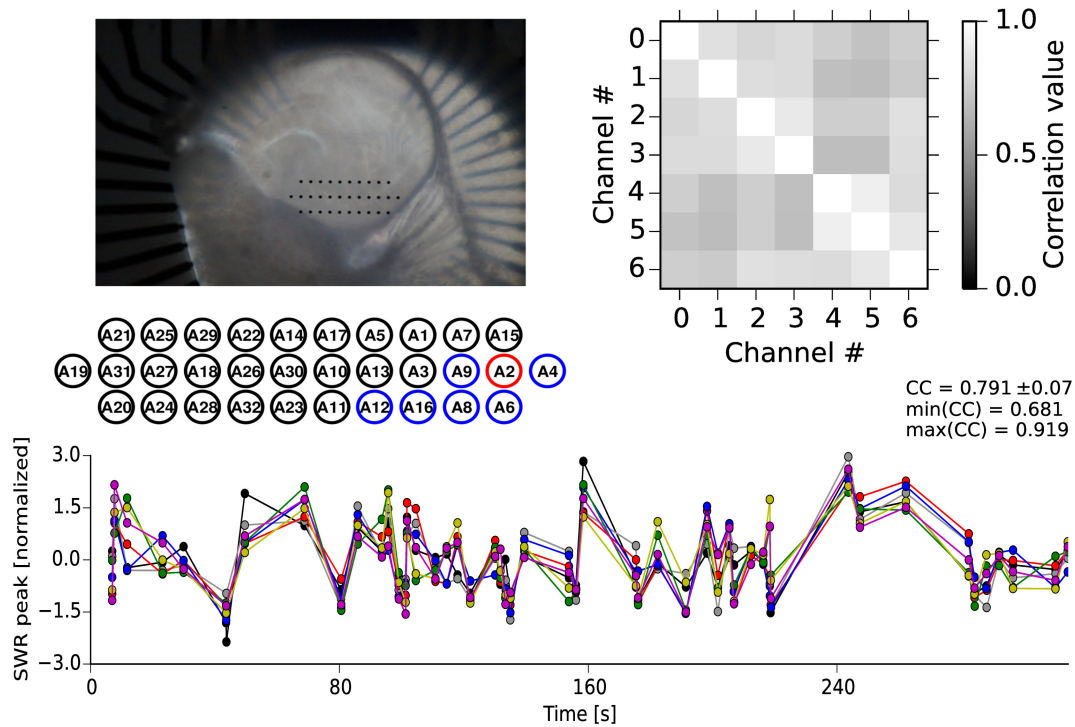 0
1
2
3
4
5
6
Channel #
0 1 2 3 4 5 6
Channel #
1.0
0.5
0.0
Correlation value
A21 A25 A29 A22 A14 A17 A5 A1 A7 A15
A19 A31 A27 A18 A26 A30 A10 A13 A3 A9 A2 A4
A20 A24 A28 A32 A23 A11 A12 A16 A8 A6
CC = 0.791 ±0.07
min(CC) = 0.681
max(CC) = 0.919
SWR peak [normalized]
3.0
1.5
0.0
−1.5
−3.0
0 80 160 240
Time [s]